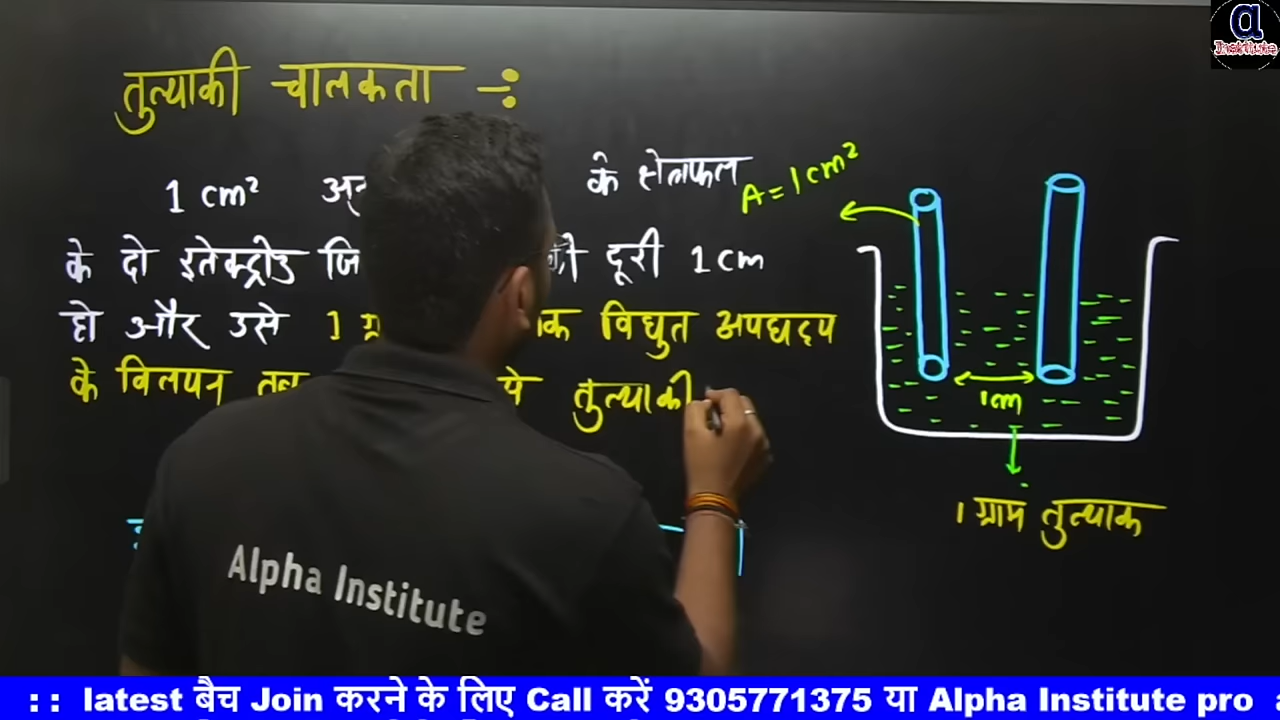 तुल्याकी चालकता :-
1 cm² के क्षेत्रफल
के दो इलेक्ट्रोड दूरी 1 cm
हो और उसे 1 विद्युत अपघट्य
के विलयन तुल्याकी
A = 1 cm²
1cm
1 ग्राम तुल्याक
Alpha Institute
α
Institute
:: latest बैच Join करने के लिए Call करें 9305771375 या Alpha Institute pro